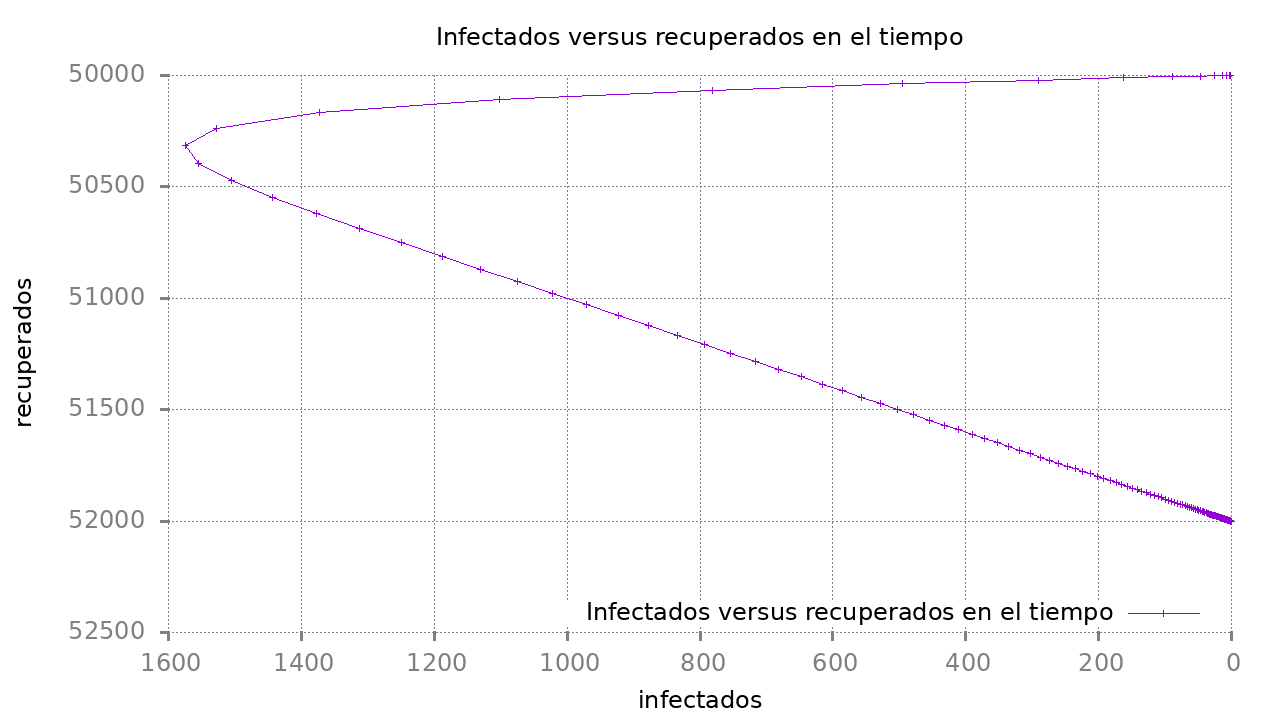 Infectados versus recuperados en el tiempo
50000
50500
51000
51500
52000
52500
recuperados
Infectados versus recuperados en el tiempo
1600 1400 1200 1000 800 600 400 200 0
infectados